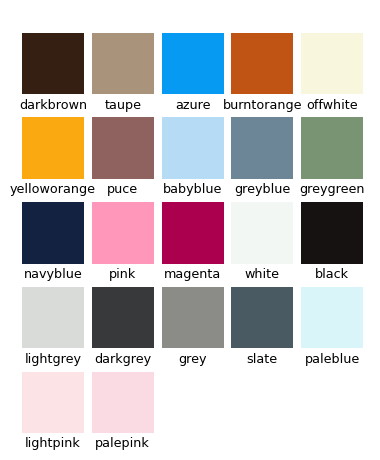 darkbrown taupe azure burntorange offwhite
yelloworange puce babyblue greyblue greygreen
navyblue pink magenta white black
lightgrey darkgrey grey slate paleblue
lightpink palepink